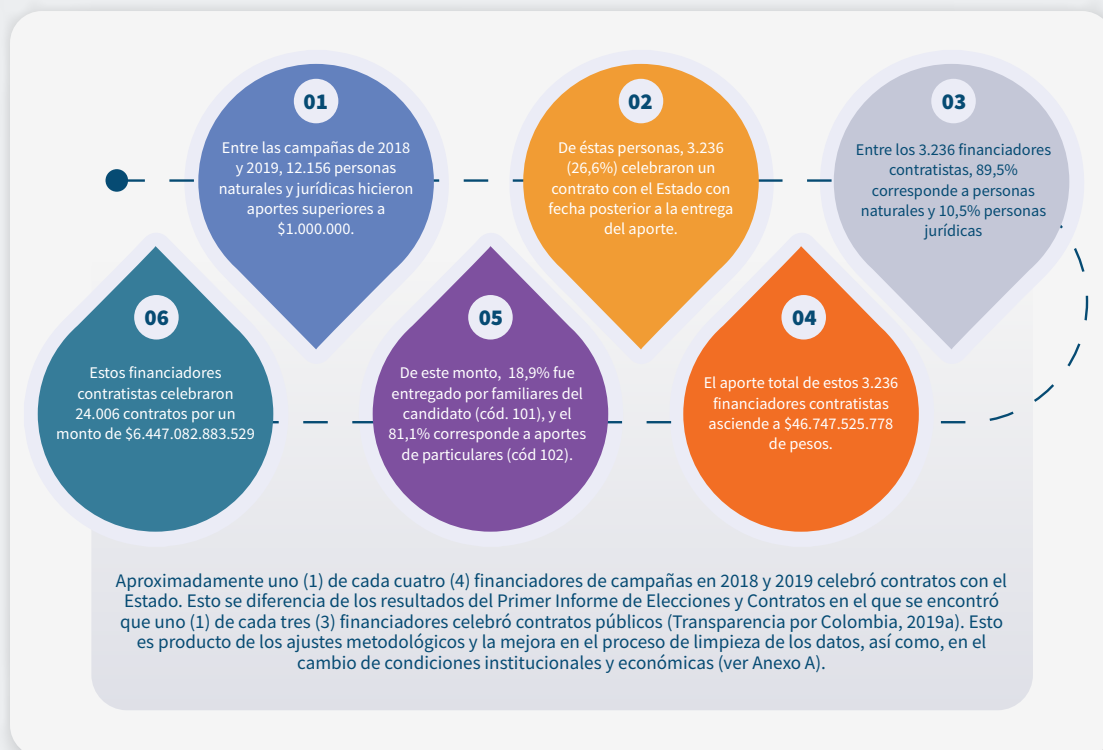 01
Entre las campañas de 2018
y 2019, 12.156 personas
naturales y jurídicas hicieron
aportes superiores a
$1.000.000.
02
De éstas personas, 3.236
(26,6%) celebraron un
contrato con el Estado con
fecha posterior a la entrega
del aporte.
03
Entre los 3.236 financiadores
contratistas, 89,5%
corresponde a personas
naturales y 10,5% personas
jurídicas
04
El aporte total de estos 3.236
financiadores contratistas
asciende a $46.747.525.778
de pesos.
05
De este monto,  18,9% fue
entregado por familiares del
candidato (cód. 101), y el
81,1% corresponde a aportes
de particulares (cód 102).
06
Estos financiadores
contratistas celebraron
24.006 contratos por un
monto de $6.447.082.883.529
Aproximadamente uno (1) de cada cuatro (4) financiadores de campañas en 2018 y 2019 celebró contratos con el
Estado. Esto se diferencia de los resultados del Primer Informe de Elecciones y Contratos en el que se encontró
que uno (1) de cada tres (3) financiadores celebró contratos públicos (Transparencia por Colombia, 2019a). Esto
es producto de los ajustes metodológicos y la mejora en el proceso de limpieza de los datos, así como, en el
cambio de condiciones institucionales y económicas (ver Anexo A).